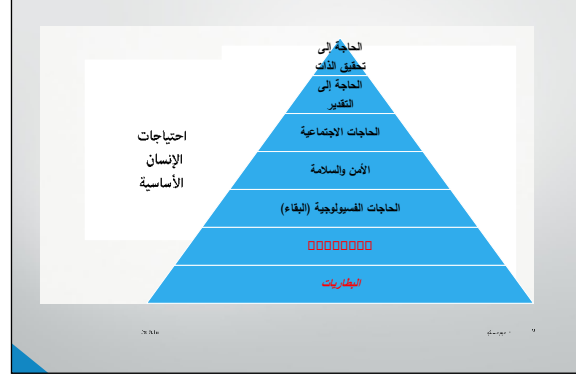 الحاجة إلى
تحقيق الذات
الحاجة إلى
التقدير
الحاجات الاجتماعية
الأمن والسلامة
الحاجات الفسيولوجية (البقاء)
البطاريات
احتياجات
الإنسان
الأساسية